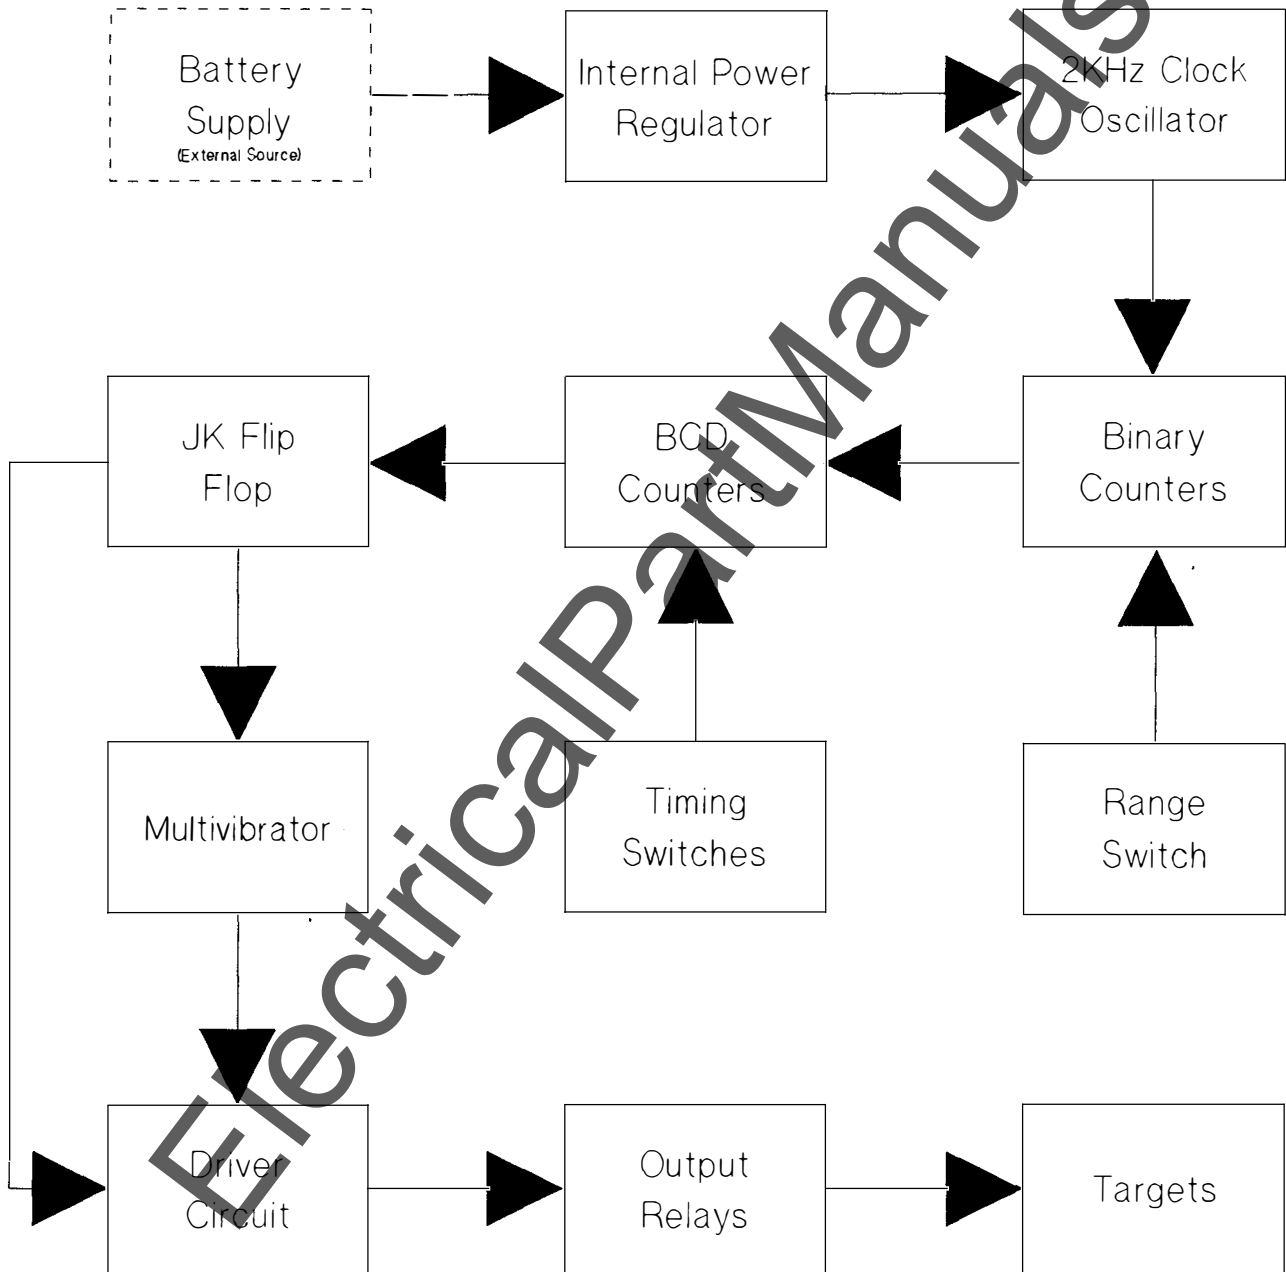 Battery
Supply
(External Source)
Internal Power
Regulator
2KHz Clock
Oscillator
JK Flip
Flop
BCD
Counters
Binary
Counters
Multivibrator
Timing
Switches
Range
Switch
Driver
Circuit
Output
Relays
Targets
ElectricalPartManuals